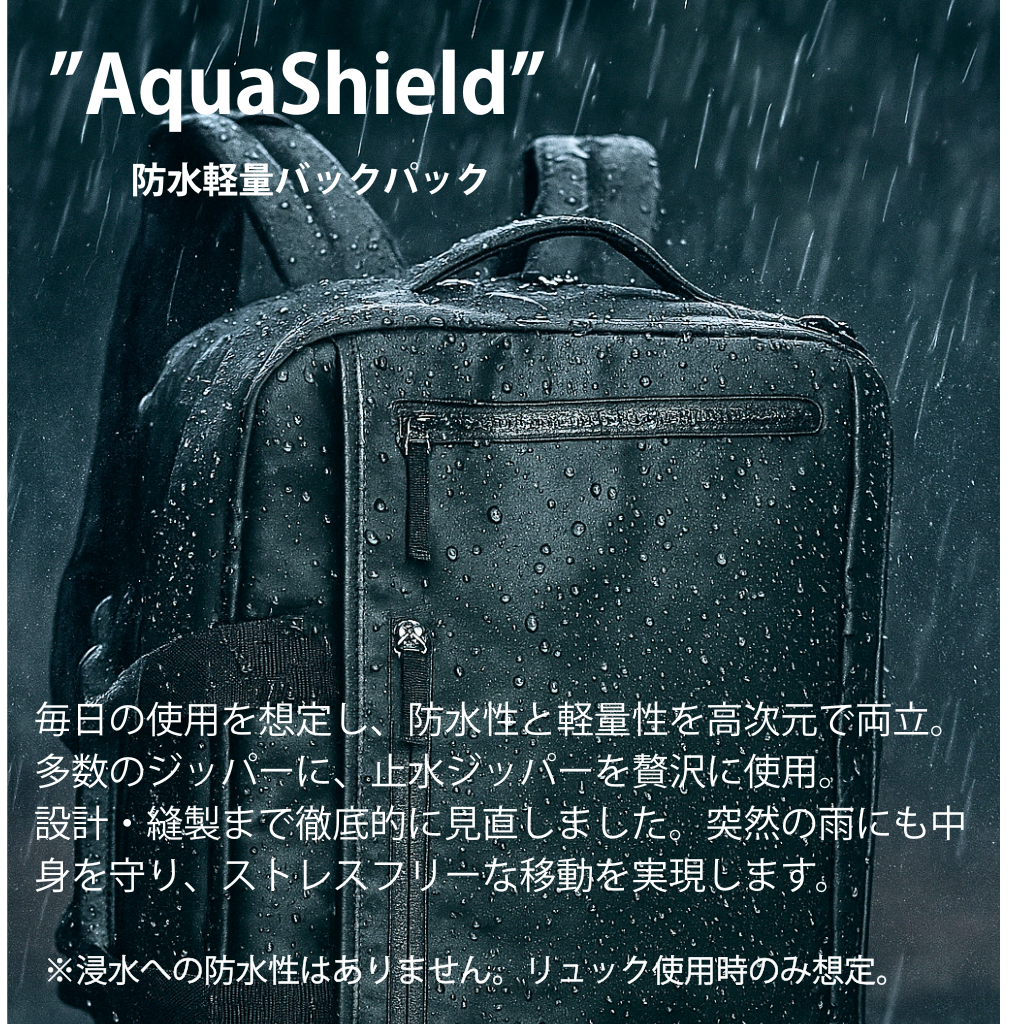 ”AquaShield”
防水軽量バックパック
毎日の使用を想定し、防水性と軽量性を高次元で両立。
多数のジッパーに、止水ジッパーを贅沢に使用。
設計・縫製まで徹底的に見直しました。突然の雨にも中
身を守り、ストレスフリーな移動を実現します。
※浸水への防水性はありません。リュック使用時のみ想定。